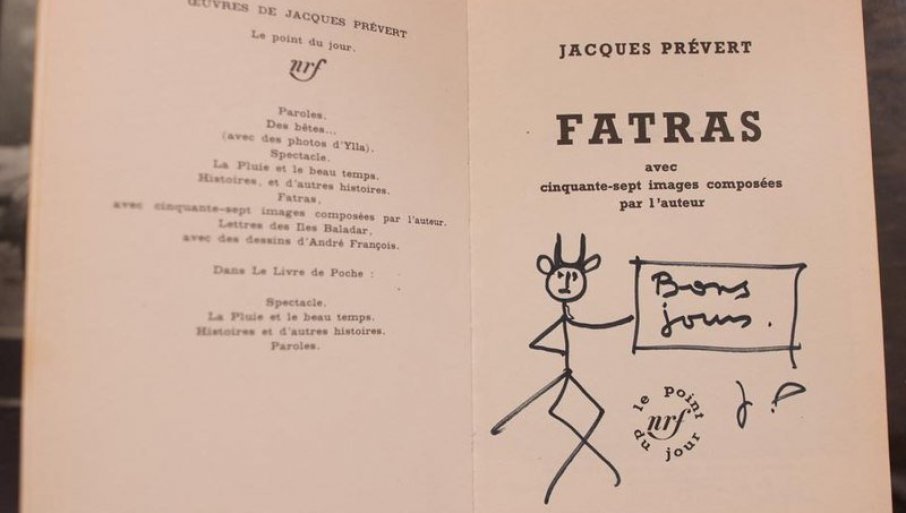 ŒUVRES DE JACQUES PRÉVERT
Le point du jour.
nrf
Paroles.
Des bêtes...
(avec des photos d'Ylla).
Spectacle.
La Pluie et le beau temps.
Histoires, et d'autres histoires.
Fatras,
avec cinquante-sept images composées par l'auteur.
Lettres des Iles Baladar,
avec des dessins d'André François.
Dans Le Livre de Poche :
Spectacle.
La Pluie et le beau temps.
Histoires et d'autres histoires.
Paroles.
JACQUES PRÉVERT
FATRAS
avec
cinquante-sept images composées
par l'auteur
Bons
jours.
J.P
le point
nrf
du jour